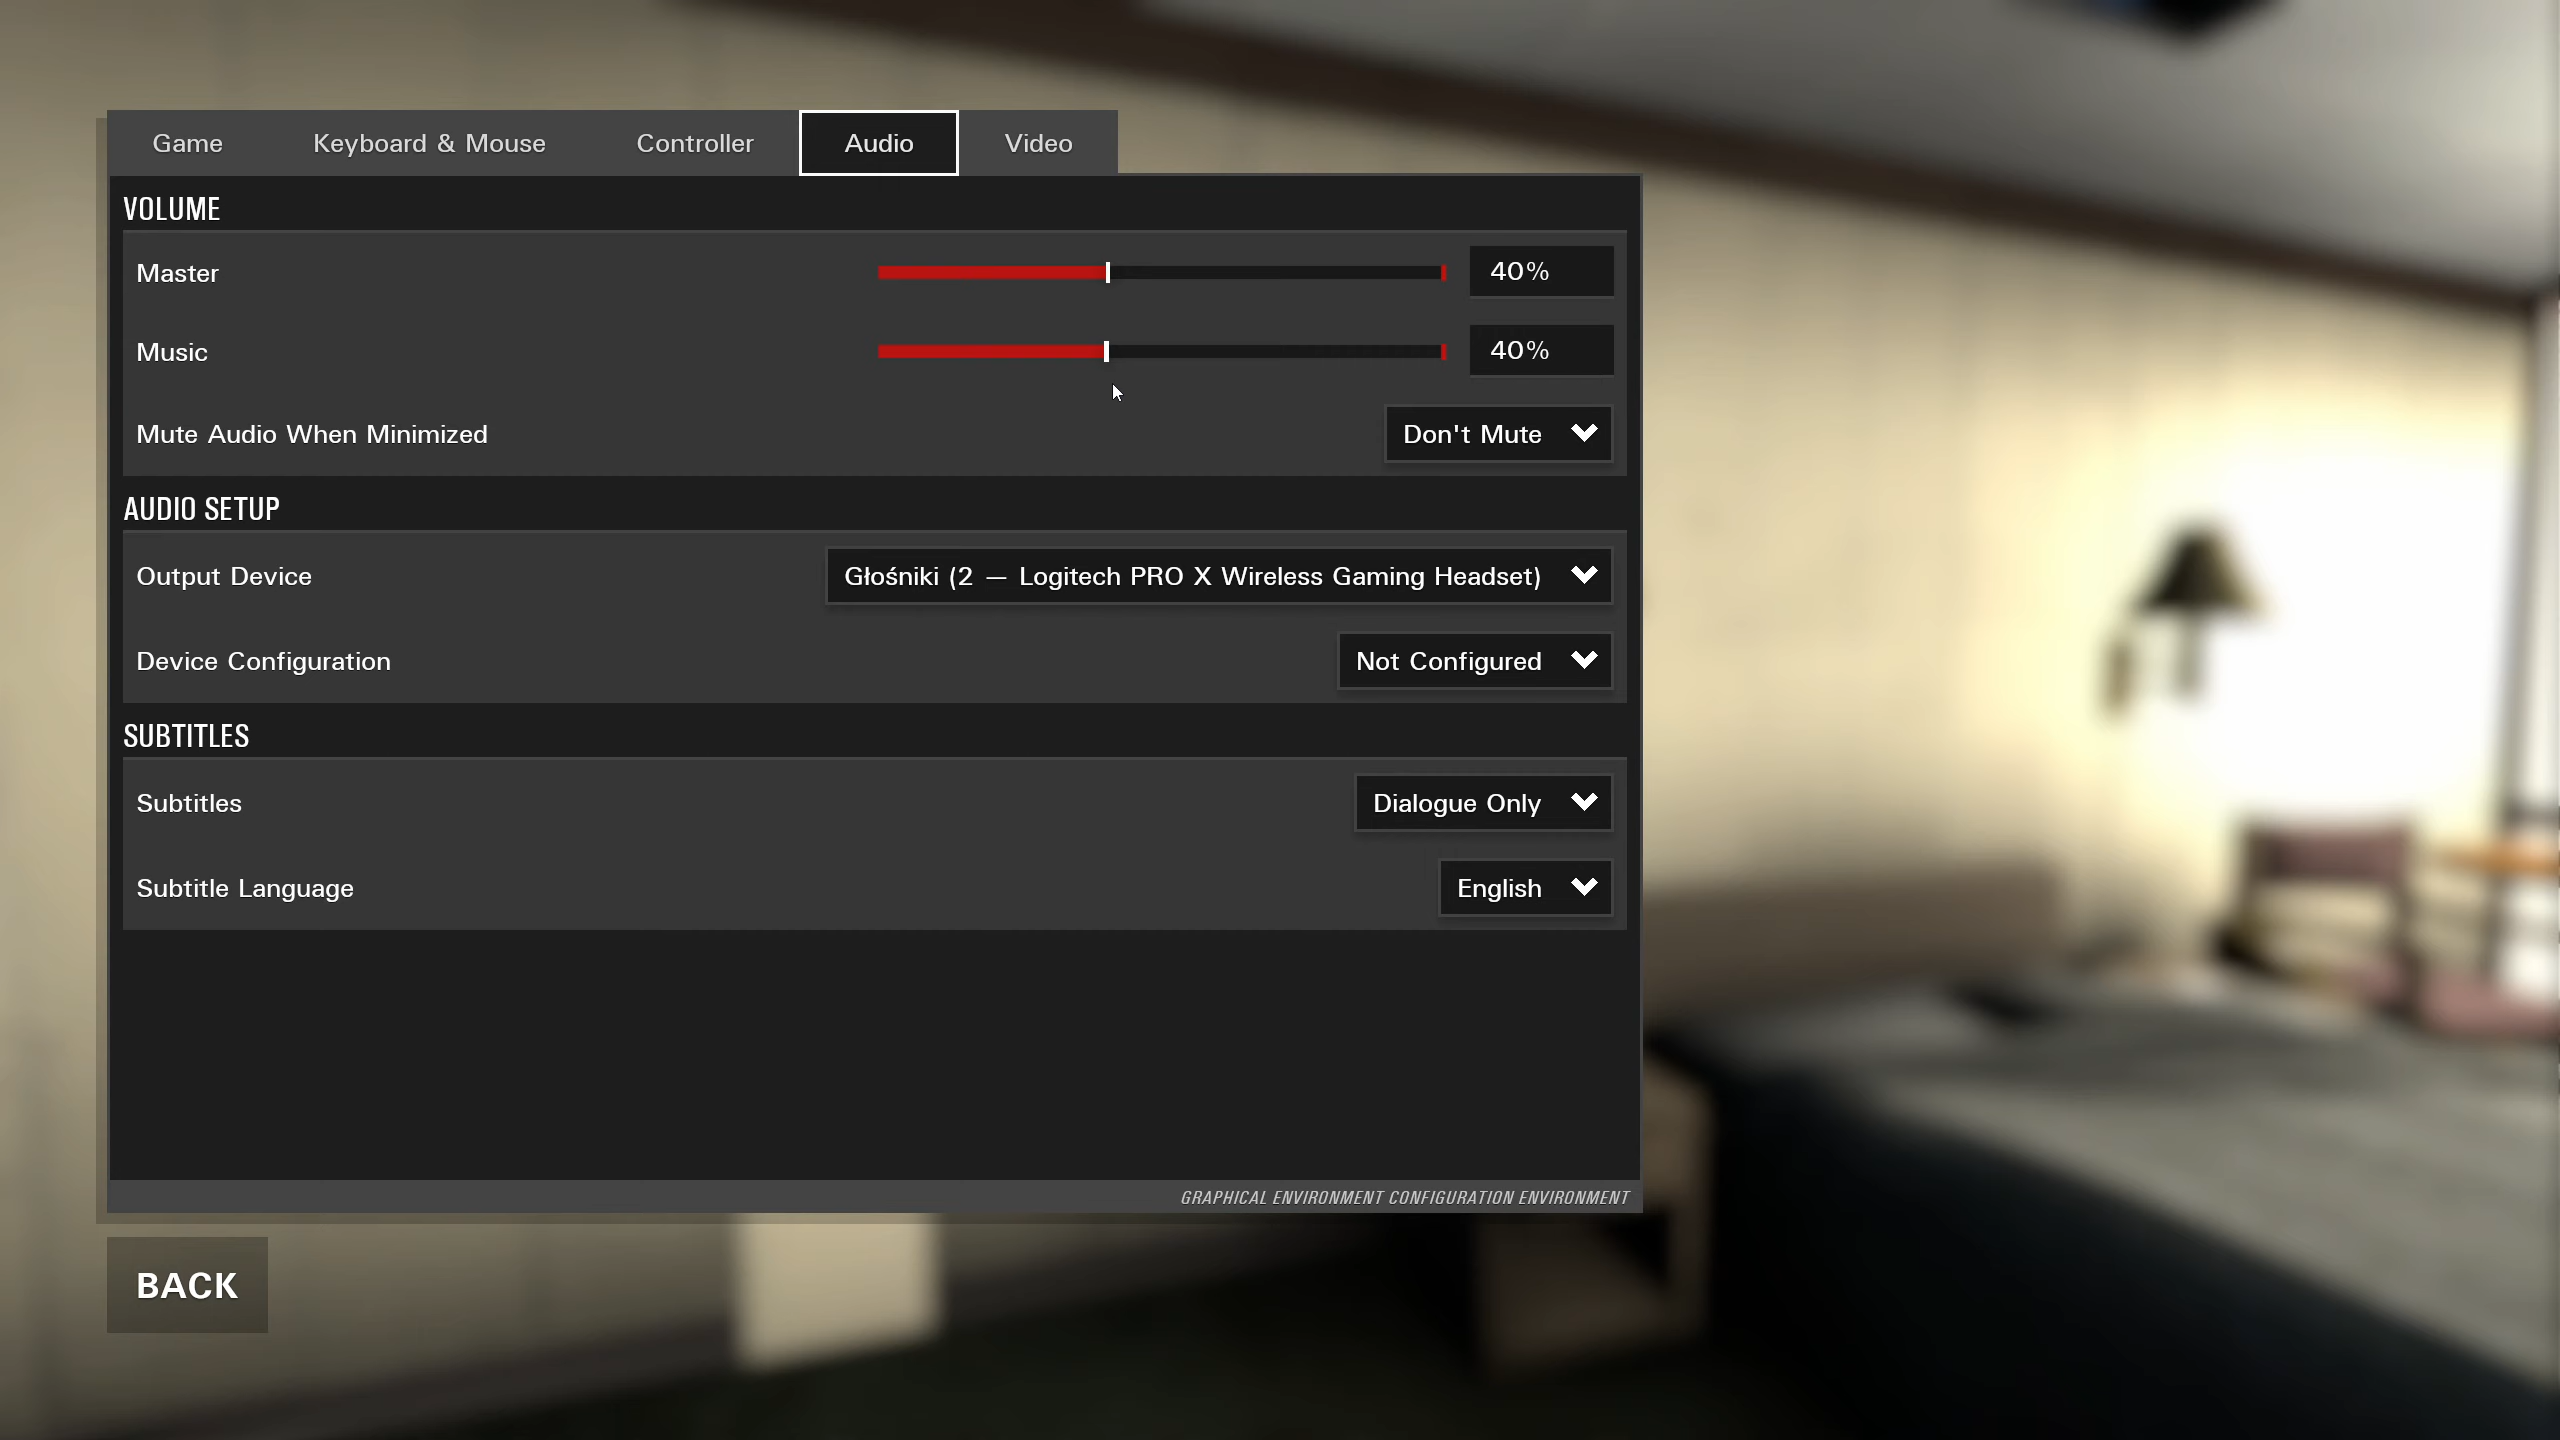 Game Keyboard & Mouse Controller Audio Video
VOLUME
Master 40%
Music 40%
Mute Audio When Minimized Don't Mute
AUDIO SETUP
Output Device Głośniki (2 — Logitech PRO X Wireless Gaming Headset)
Device Configuration Not Configured
SUBTITLES
Subtitles Dialogue Only
Subtitle Language English
GRAPHICAL ENVIRONMENT CONFIGURATION ENVIRONMENT
BACK